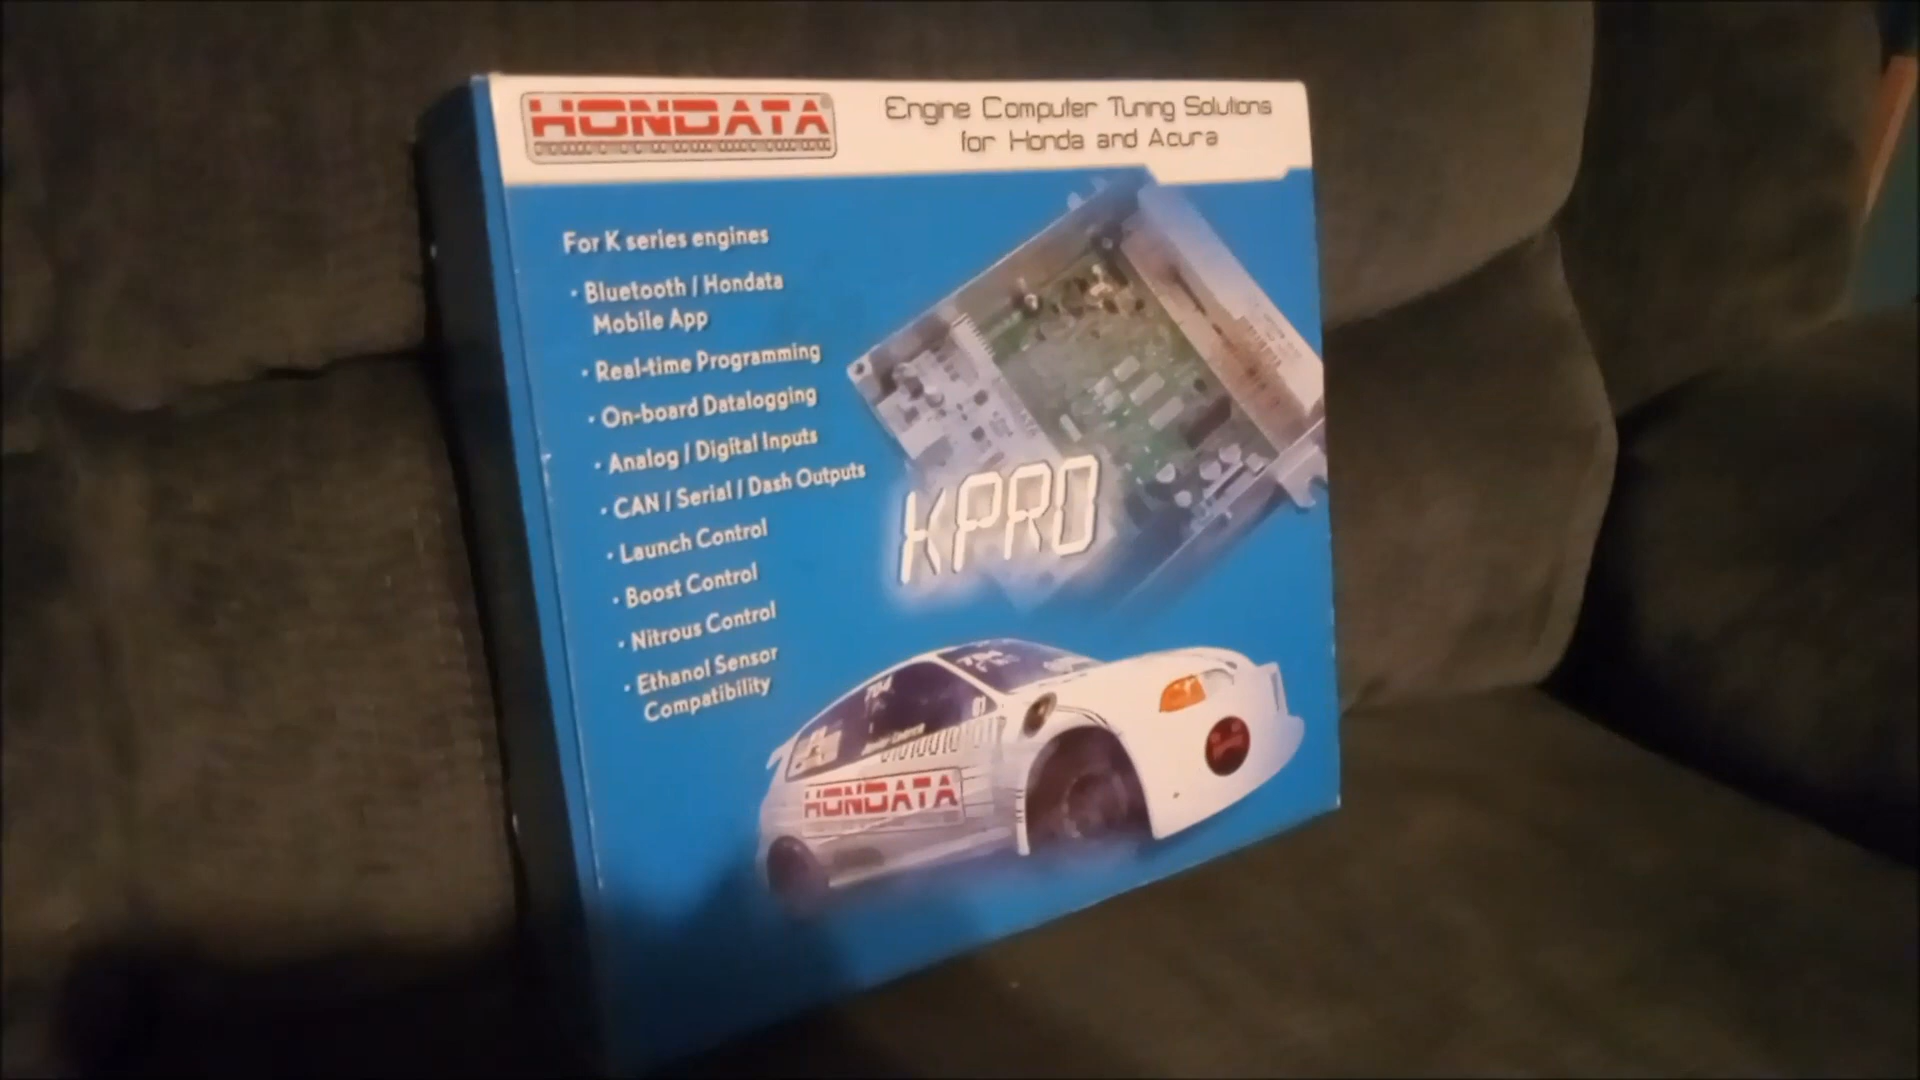 HONDATA
Engine Computer Tuning Solutions
for Honda and Acura
For K series engines
• Bluetooth / Hondata
Mobile App
• Real-time Programming
• On-board Datalogging
• Analog / Digital Inputs
• CAN / Serial / Dash Outputs
• Launch Control
• Boost Control
• Nitrous Control
• Ethanol Sensor
Compatibility
KPRO
704
HONDATA